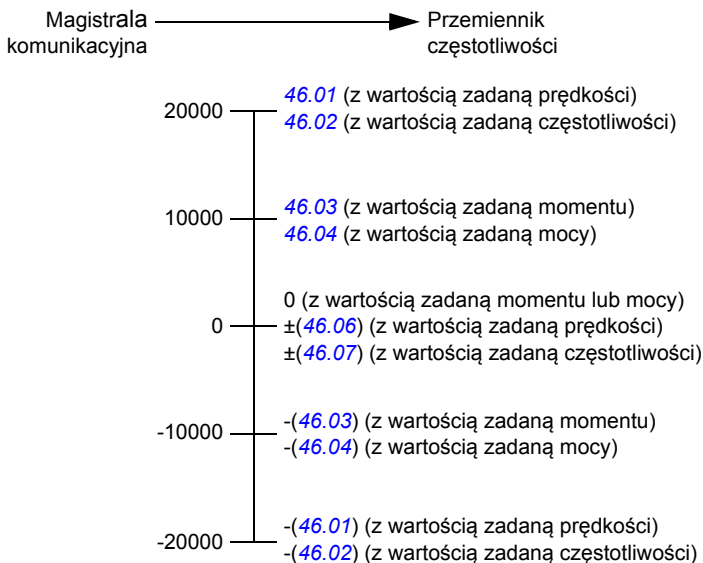 Magistrala
komunikacyjna
Przemiennik
częstotliwości
20000
46.01 (z wartością zadaną prędkości)
46.02 (z wartością zadaną częstotliwości)
10000
46.03 (z wartością zadaną momentu)
46.04 (z wartością zadaną mocy)
0
0 (z wartością zadaną momentu lub mocy)
±(46.06) (z wartością zadaną prędkości)
±(46.07) (z wartością zadaną częstotliwości)
-10000
-(46.03) (z wartością zadaną momentu)
-(46.04) (z wartością zadaną mocy)
-20000
-(46.01) (z wartością zadaną prędkości)
-(46.02) (z wartością zadaną częstotliwości)